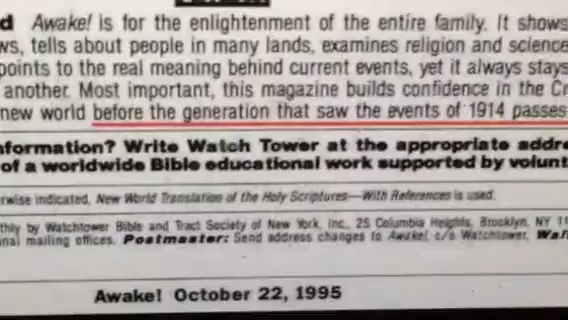 d Awake! is for the enlightenment of the entire family. It shows
ws, tells about people in many lands, examines religion and science
points to the real meaning behind current events, yet it always stays
another. Most important, this magazine builds confidence in the Cr
new world before the generation that saw the events of 1914 passes
nformation? Write Watch Tower at the appropriate addre
of a worldwide Bible educational work supported by volunt
rwise indicated, New World Translation of the Holy Scriptures—With References is used.
thly by Watchtower Bible and Tract Society of New York, Inc., 25 Columbia Heights, Brooklyn, NY 11
nal mailing offices. Postmaster: Send address changes to Awake!, c/o Watchtower, Wal
Awake! October 22, 1995